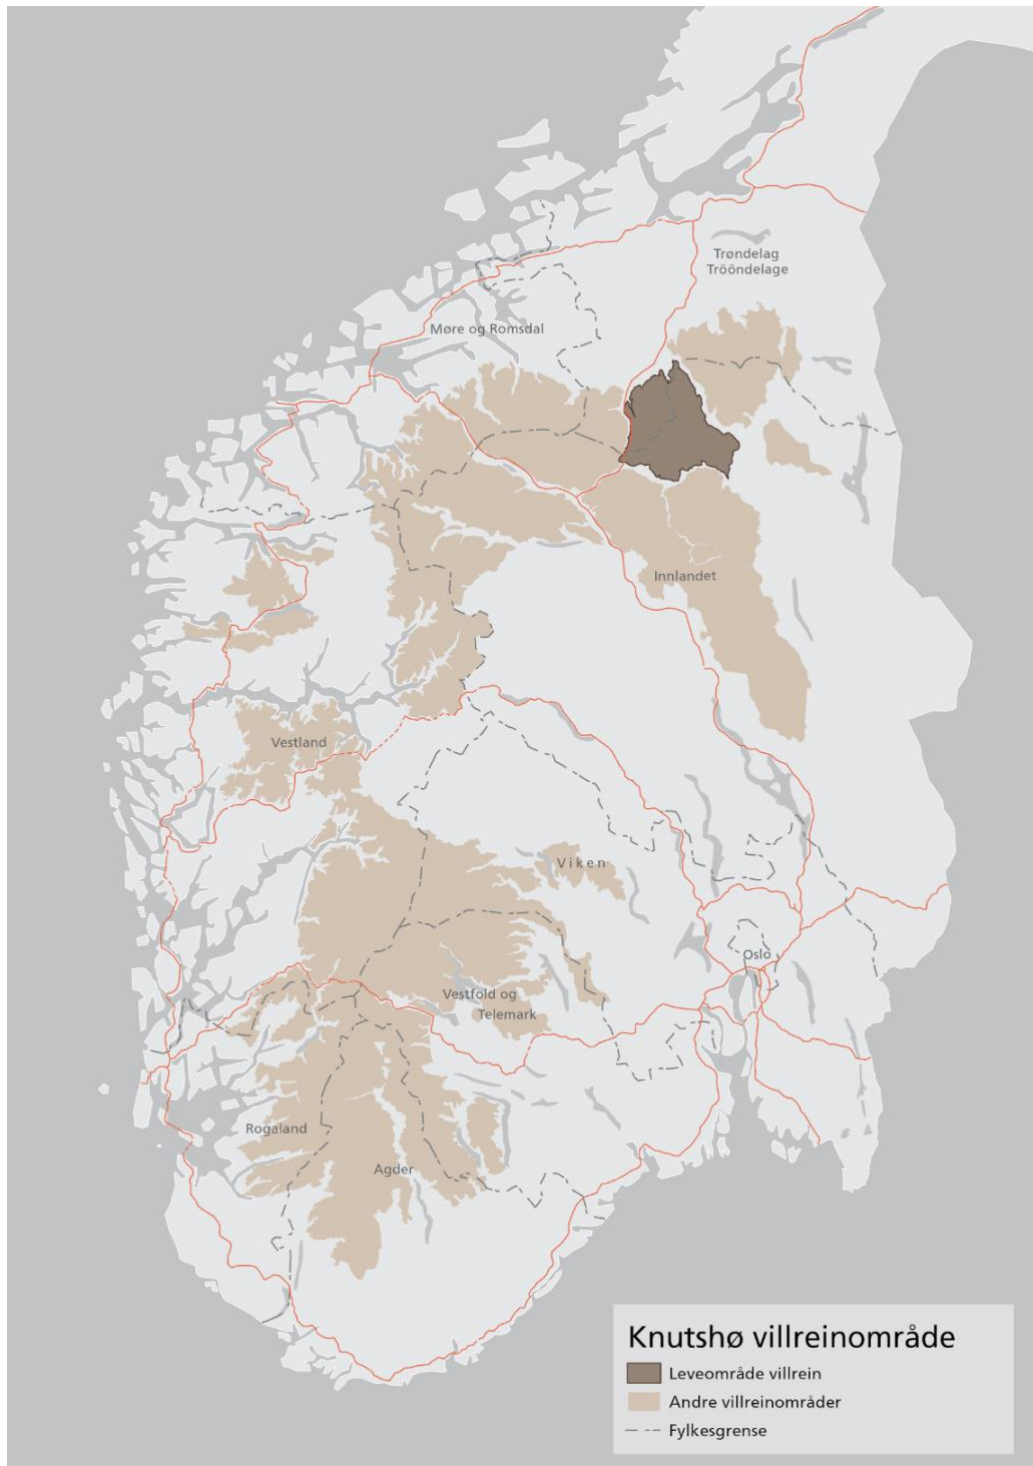 Trøndelag
Trööndelage
Møre og Romsdal
Innlandet
Vestland
Viken
Oslo
Vestfold og
Telemark
Rogaland
Agder
Knutshø villreinområde
Leveområde villrein
Andre villreinområder
Fylkesgrense